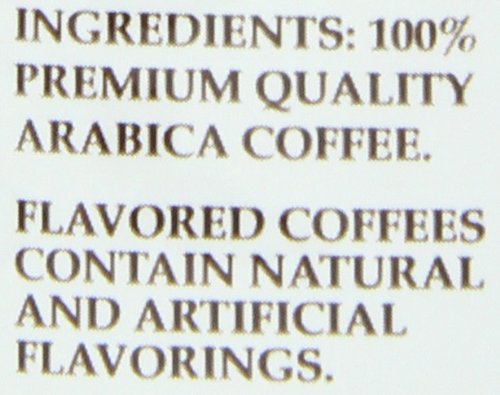 INGREDIENTS: 100%
PREMIUM QUALITY
ARABICA COFFEE.
FLAVORED COFFEES
CONTAIN NATURAL
AND ARTIFICIAL
FLAVORINGS.